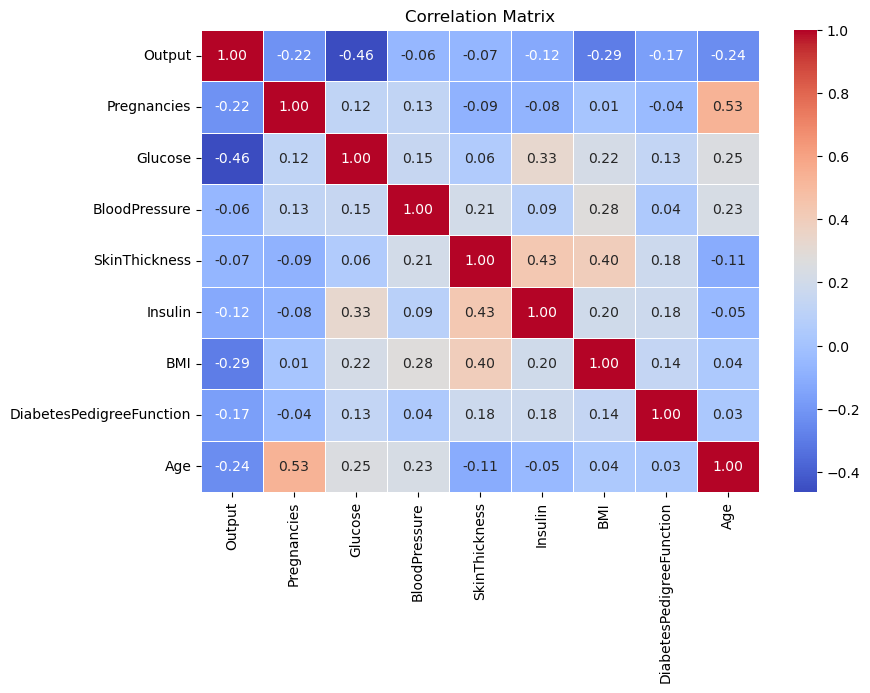 Correlation Matrix
Output 1.00 -0.22 -0.46 -0.06 -0.07 -0.12 -0.29 -0.17 -0.24
Pregnancies -0.22 1.00 0.12 0.13 -0.09 -0.08 0.01 -0.04 0.53
Glucose -0.46 0.12 1.00 0.15 0.06 0.33 0.22 0.13 0.25
BloodPressure -0.06 0.13 0.15 1.00 0.21 0.09 0.28 0.04 0.23
SkinThickness -0.07 -0.09 0.06 0.21 1.00 0.43 0.40 0.18 -0.11
Insulin -0.12 -0.08 0.33 0.09 0.43 1.00 0.20 0.18 -0.05
BMI -0.29 0.01 0.22 0.28 0.40 0.20 1.00 0.14 0.04
DiabetesPedigreeFunction -0.17 -0.04 0.13 0.04 0.18 0.18 0.14 1.00 0.03
Age -0.24 0.53 0.25 0.23 -0.11 -0.05 0.04 0.03 1.00
Output
Pregnancies
Glucose
BloodPressure
SkinThickness
Insulin
BMI
DiabetesPedigreeFunction
Age
1.0
0.8
0.6
0.4
0.2
0.0
−0.2
−0.4